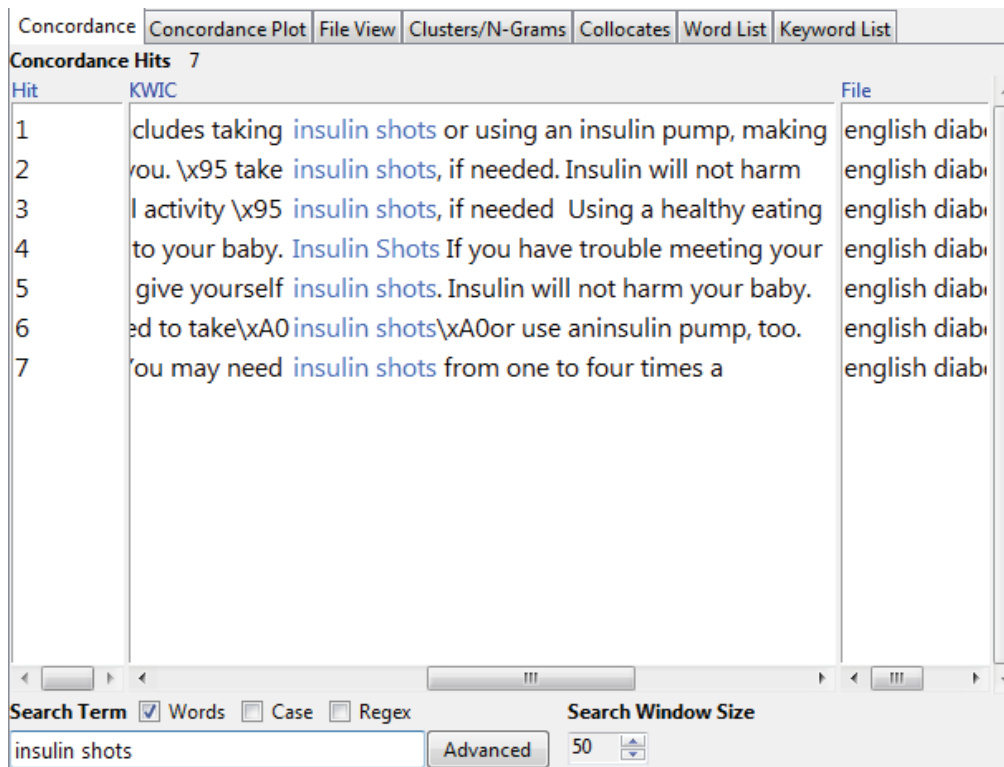 Concordance Concordance Plot File View Clusters/N-Grams Collocates Word List Keyword List
Concordance Hits 7
Hit KWIC File
1 cludes taking insulin shots or using an insulin pump, making english diab
2 you. \x95 take insulin shots, if needed. Insulin will not harm english diab
3 l activity \x95 insulin shots, if needed Using a healthy eating english diab
4 to your baby. Insulin Shots If you have trouble meeting your english diab
5 give yourself insulin shots. Insulin will not harm your baby. english diab
6 ed to take\xA0insulin shots\xA0or use aninsulin pump, too. english diab
7 You may need insulin shots from one to four times a english diab
Search Term Words Case Regex Search Window Size
insulin shots Advanced 50